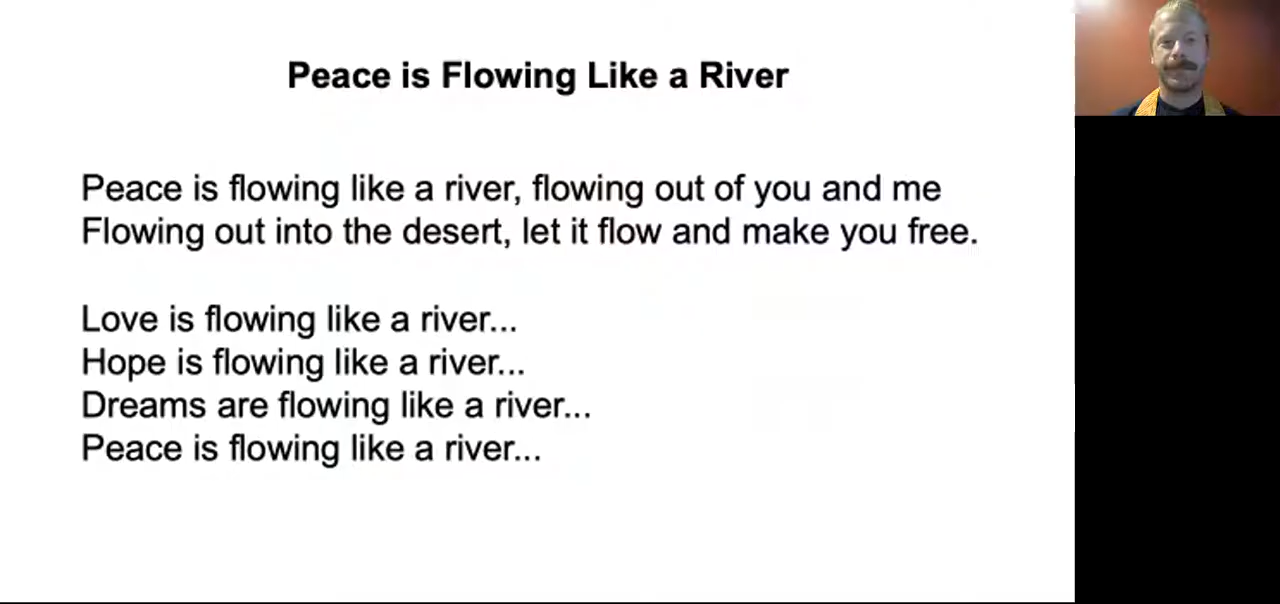 Peace is Flowing Like a River
Peace is flowing like a river, flowing out of you and me
Flowing out into the desert, let it flow and make you free.
Love is flowing like a river...
Hope is flowing like a river...
Dreams are flowing like a river...
Peace is flowing like a river...